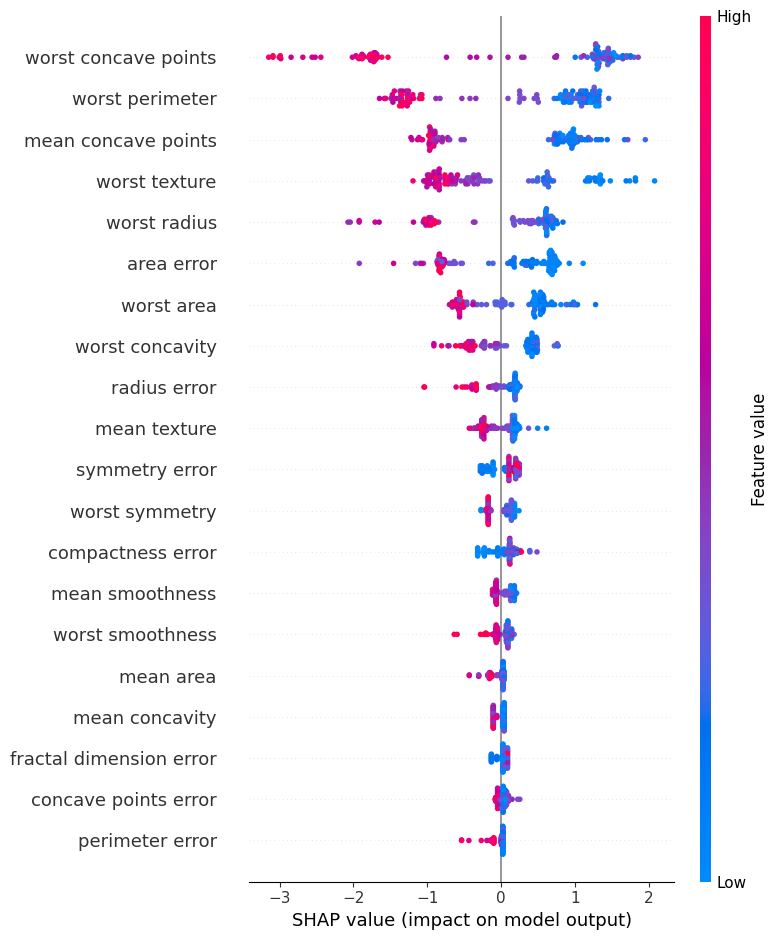 High
worst concave points
worst perimeter
mean concave points
worst texture
worst radius
area error
worst area
worst concavity
radius error
mean texture
symmetry error
worst symmetry
compactness error
mean smoothness
worst smoothness
mean area
mean concavity
fractal dimension error
concave points error
perimeter error
Feature value
Low
−3 −2 −1 0 1 2
SHAP value (impact on model output)